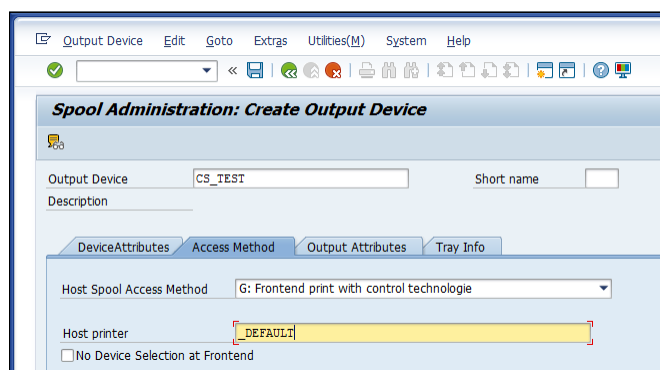 Output Device Edit Goto Extras Utilities(M) System Help
Spool Administration: Create Output Device
Output Device CS_TEST Short name
Description
DeviceAttributes Access Method Output Attributes Tray Info
Host Spool Access Method G: Frontend print with control technologie
Host printer _DEFAULT
No Device Selection at Frontend